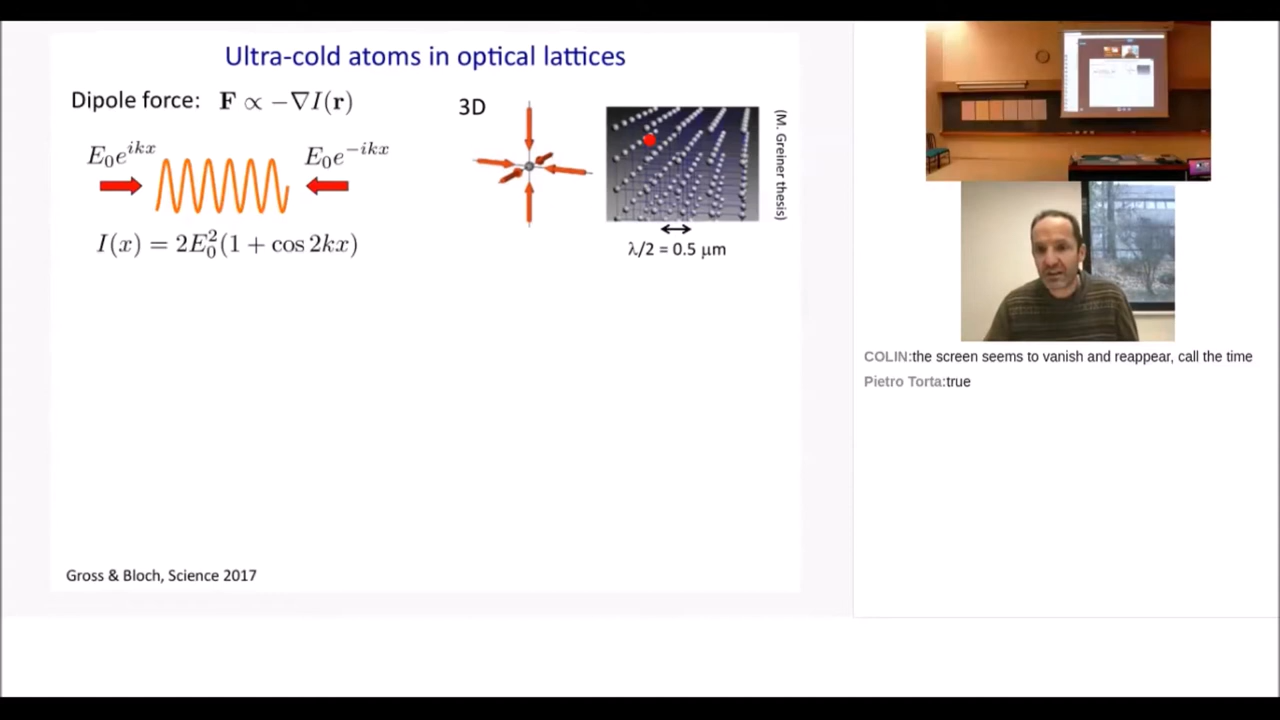 Ultra-cold atoms in optical lattices
Dipole force: F ∝ −∇I(r)
E₀e^{ikx}
E₀e^{−ikx}
I(x) = 2E₀²(1 + cos 2kx)
3D
(M. Greiner thesis)
λ/2 = 0.5 μm
Gross & Bloch, Science 2017
COLIN:the screen seems to vanish and reappear, call the time
Pietro Torta:true